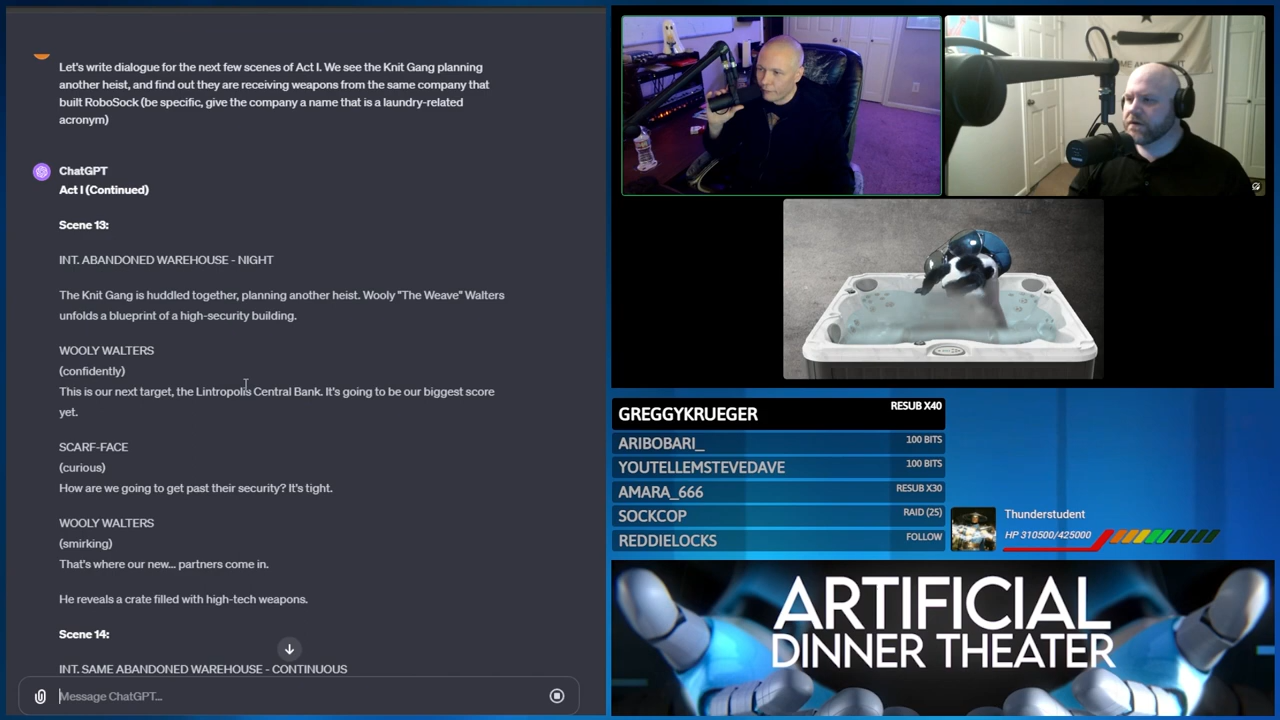 Let's write dialogue for the next few scenes of Act I. We see the Knit Gang planning
another heist, and find out they are receiving weapons from the same company that
built RoboSock (be specific, give the company a name that is a laundry-related
acronym)
ChatGPT
Act I (Continued)
Scene 13:
INT. ABANDONED WAREHOUSE - NIGHT
The Knit Gang is huddled together, planning another heist. Wooly "The Weave" Walters
unfolds a blueprint of a high-security building.
WOOLY WALTERS
(confidently)
This is our next target, the Lintropolis Central Bank. It's going to be our biggest score
yet.
SCARF-FACE
(curious)
How are we going to get past their security? It's tight.
WOOLY WALTERS
(smirking)
That's where our new... partners come in.
He reveals a crate filled with high-tech weapons.
Scene 14:
INT. SAME ABANDONED WAREHOUSE - CONTINUOUS
Message ChatGPT...
GREGGYKRUEGER RESUB X40
ARIBOBARI_ 100 BITS
YOUTELLEMSTEVEDAVE 100 BITS
AMARA_666 RESUB X30
SOCKCOP RAID (25)
REDDIELOCKS FOLLOW
Thunderstudent
HP 310500/425000
ARTIFICIAL
DINNER THEATER